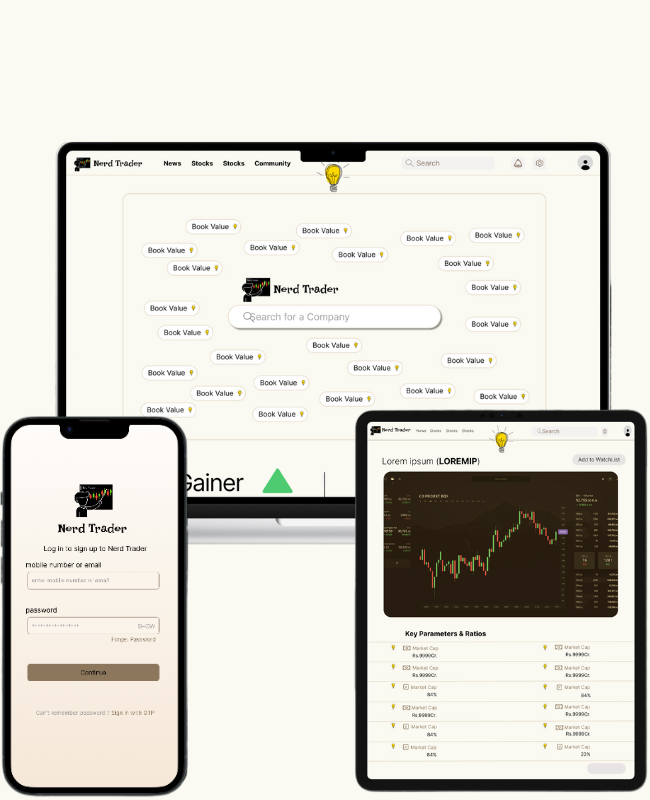 Nerd Trader News Stocks Stocks Community Search
Book Value
Book Value
Book Value
Book Value
Book Value
Book Value
Book Value
Book Value
Book Value
Book Value
Book Value
Nerd Trader
Book Value
Search for a Company
Book Value
Book Value
Book Value
Book Value
Book Value
Book Value
Book Value
Book Value
Book Value
Book Value
Book Value
Book Value
Book Value
Book Value
Gainer
Nerd Trader
Log in to sign up to Nerd Trader
mobile number or email
enter mobile number or email
password
SHOW
Forget Password
Continue
Can't remember password ? Sign in with OTP
Nerd Trader News Stocks Stocks Stocks Search
Lorem ipsum (LOREMIP) Add to WatchList
Key Parameters & Ratios
Market Cap Market Cap
Rs.9999Cr. Rs.9999Cr.
Market Cap Market Cap
Rs.9999Cr. Rs.9999Cr.
Market Cap Market Cap
84% 84%
Market Cap Market Cap
Rs.9999Cr. Rs.9999Cr.
Market Cap Market Cap
84% Rs.9999Cr.
Market Cap Market Cap
84% 23%